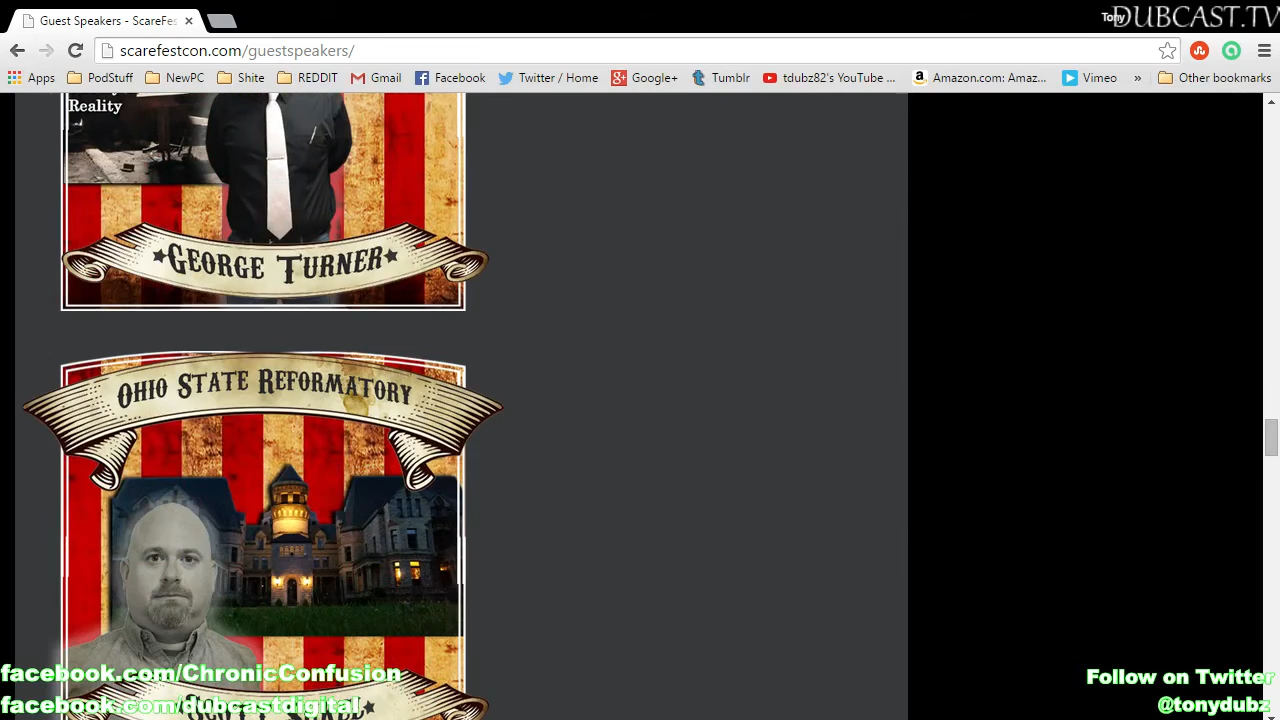 Guest Speakers - ScareFes
Tony
DUBCAST.TV
scarefestcon.com/guestspeakers/
Apps
PodStuff
NewPC
Shite
REDDIT
Gmail
Facebook
Twitter / Home
Google+
Tumblr
tdubz82's YouTube ...
Amazon.com: Amaz...
Vimeo
»
Other bookmarks
Reality
★George Turner★
Ohio State Reformatory
facebook.com/ChronicConfusion
facebook.com/dubcastdigital
Follow on Twitter
@tonydubz